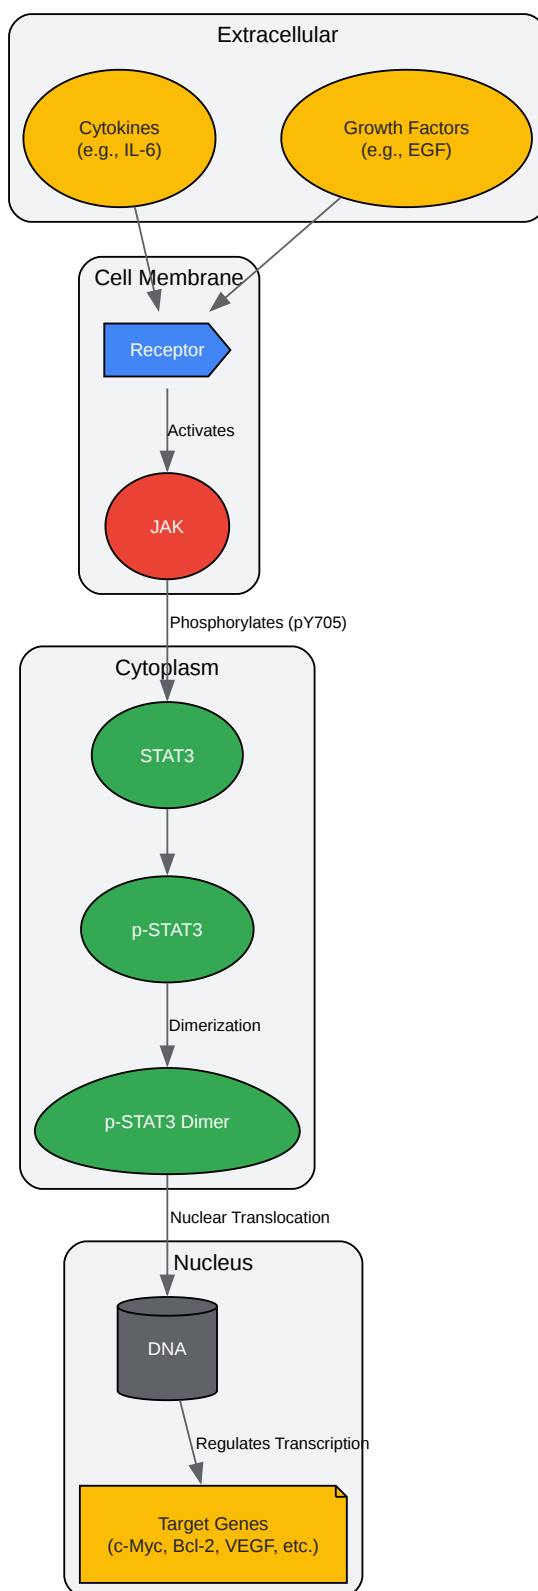 Extracellular
Cytokines
(e.g., IL-6)
Growth Factors
(e.g., EGF)
Cell Membrane
Receptor
Activates
JAK
Phosphorylates (pY705)
Cytoplasm
STAT3
p-STAT3
Dimerization
p-STAT3 Dimer
Nuclear Translocation
Nucleus
DNA
Regulates Transcription
Target Genes
(c-Myc, Bcl-2, VEGF, etc.)